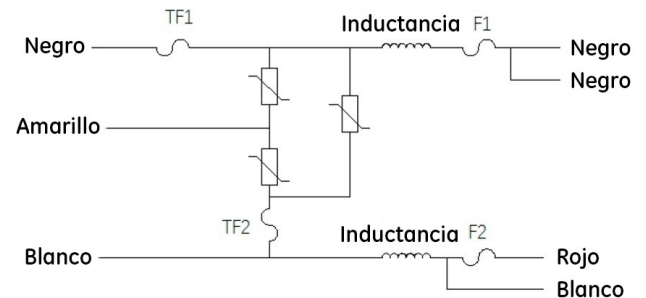 TF1
Inductancia F1
Negro
Negro
Negro
Amarillo
TF2
Inductancia F2
Blanco
Rojo
Blanco